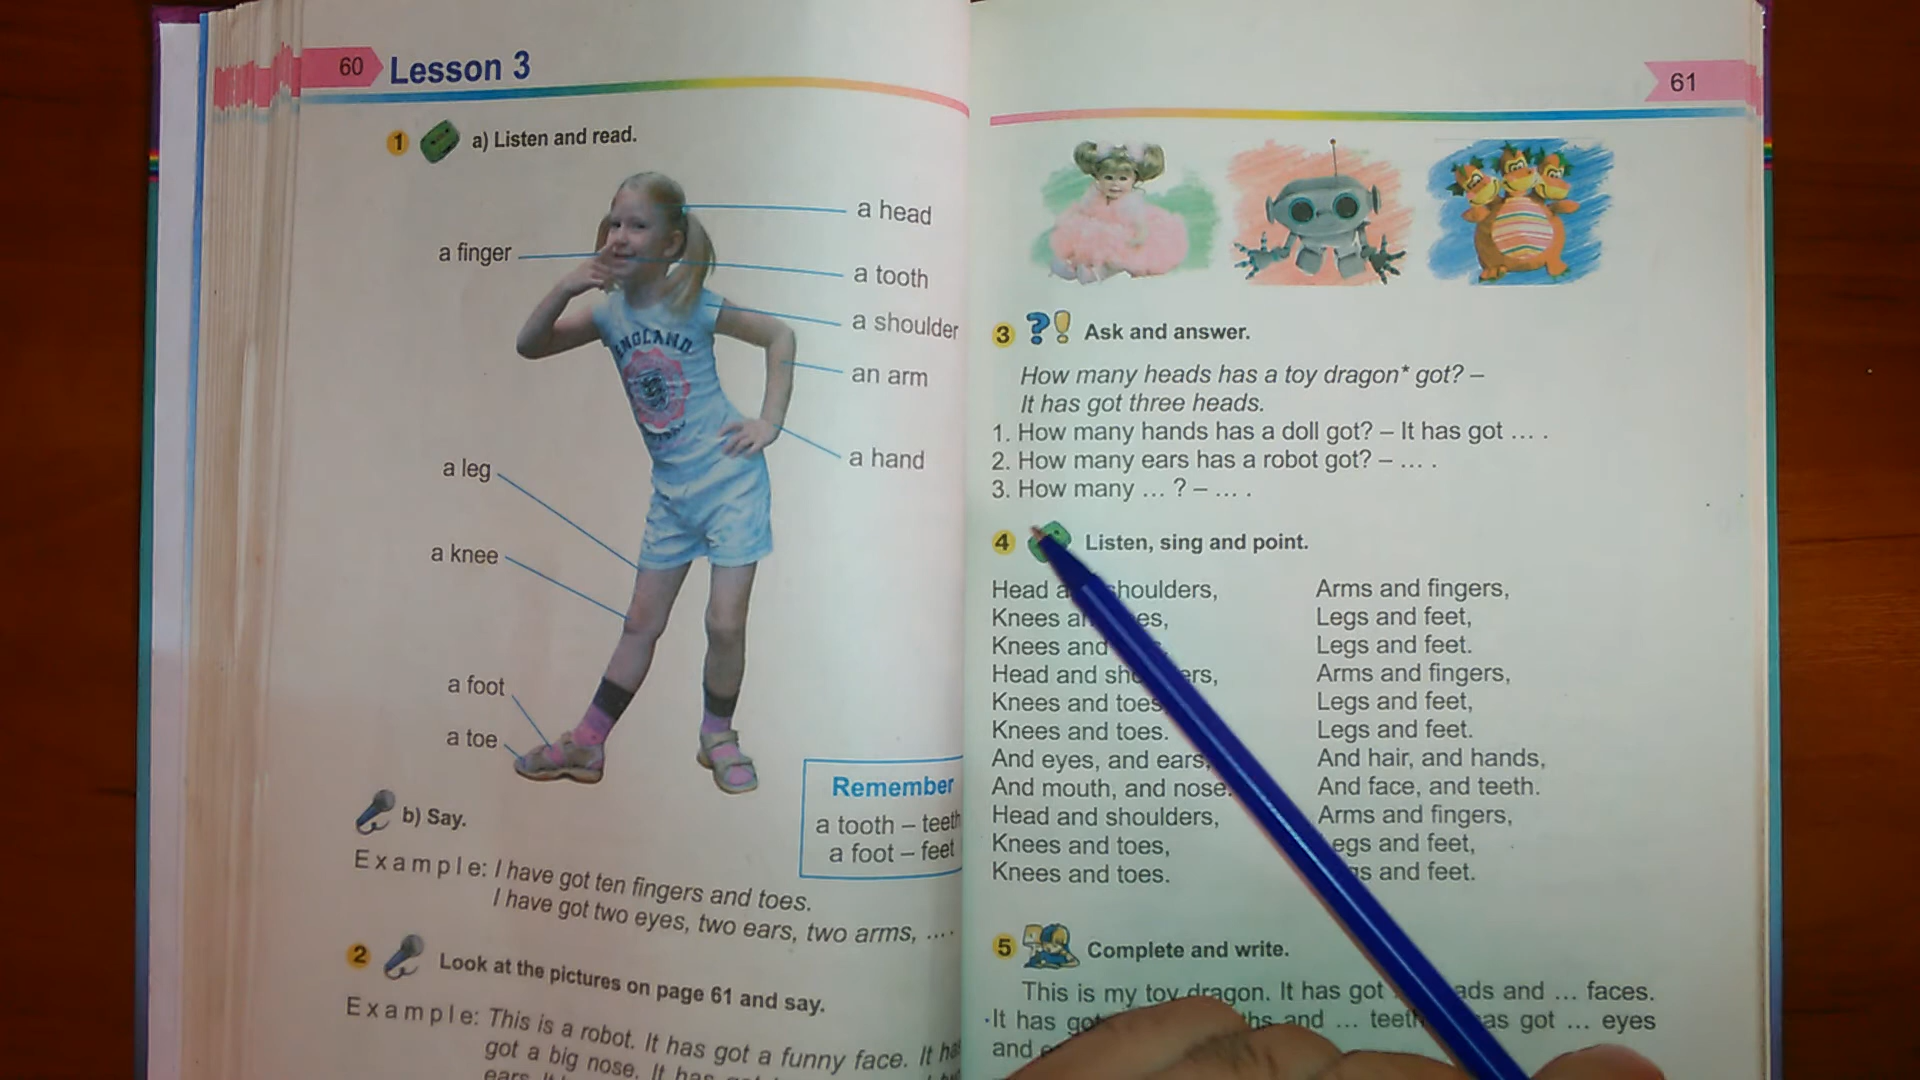 60 Lesson 3
1 a) Listen and read.
a head
a finger
a tooth
a shoulder
an arm
a hand
a leg
a knee
a foot
a toe
ENGLAND
Remember
a tooth – teeth
a foot – feet
b) Say.
Example: I have got ten fingers and toes.
I have got two eyes, two ears, two arms, ... .
2 Look at the pictures on page 61 and say.
Example: This is a robot. It has got a funny face. It
got a big nose. It
61
3 ?! Ask and answer.
How many heads has a toy dragon* got? –
It has got three heads.
1. How many hands has a doll got? – It has got ... .
2. How many ears has a robot got? – ... .
3. How many ... ? – ... .
4 Listen, sing and point.
Head shoulders,
Knees
Knees and
Head and
Knees and toes
Knees and toes.
And eyes, and ears,
And mouth, and nose.
Head and shoulders,
Knees and toes,
Knees and toes.
Arms and fingers,
Legs and feet,
Legs and feet.
Arms and fingers,
Legs and feet,
Legs and feet.
And hair, and hands,
And face, and teeth.
Arms and fingers,
and feet,
and feet.
5 Complete and write.
This is my toy dragon. It has got and ... faces.
It has and ... teeth got ... eyes
and